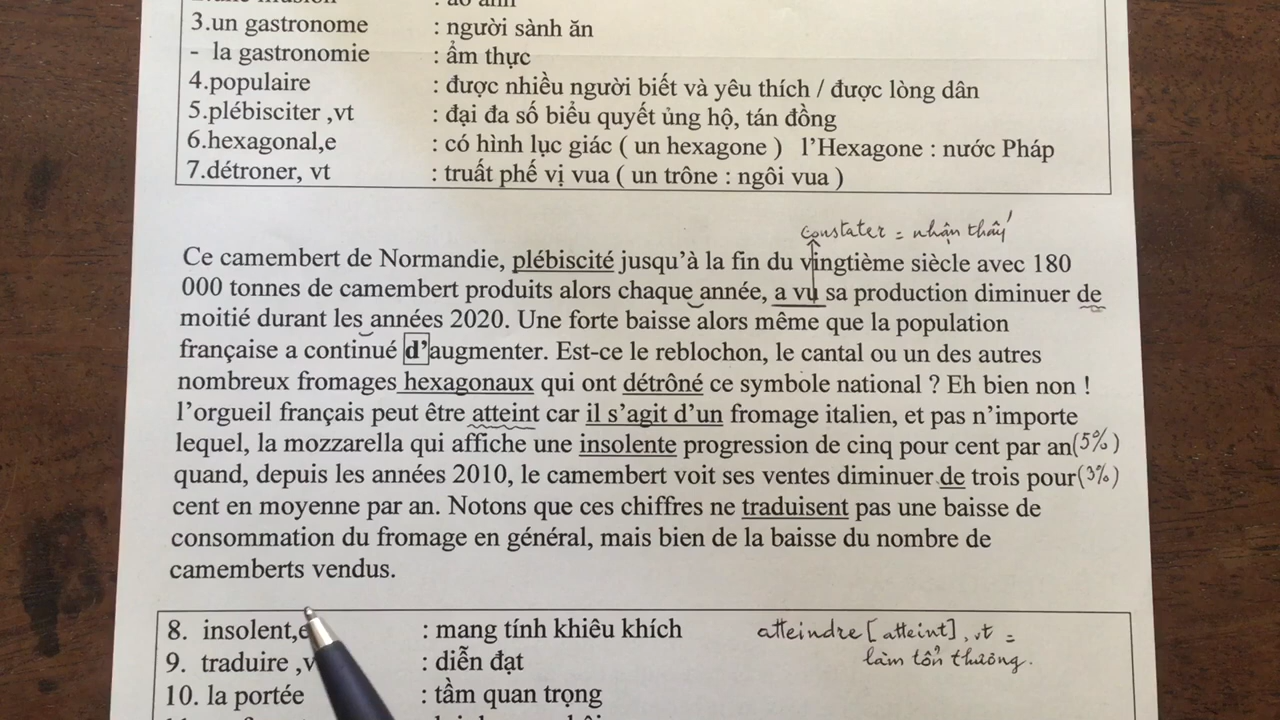 3.un gastronome : người sành ăn
- la gastronomie : ẩm thực
4.populaire : được nhiều người biết và yêu thích / được lòng dân
5.plébisciter ,vt : đại đa số biểu quyết ủng hộ, tán đồng
6.hexagonal,e : có hình lục giác ( un hexagone ) l’Hexagone : nước Pháp
7.détroner, vt : truất phế vị vua ( un trône : ngôi vua )
constater = nhận thấy
Ce camembert de Normandie, plébiscité jusqu’à la fin du vingtième siècle avec 180
000 tonnes de camembert produits alors chaque année, a vu sa production diminuer de
moitié durant les années 2020. Une forte baisse alors même que la population
française a continué d’augmenter. Est-ce le reblochon, le cantal ou un des autres
nombreux fromages hexagonaux qui ont détrôné ce symbole national ? Eh bien non !
l’orgueil français peut être atteint car il s’agit d’un fromage italien, et pas n’importe
lequel, la mozzarella qui affiche une insolente progression de cinq pour cent par an (5%)
quand, depuis les années 2010, le camembert voit ses ventes diminuer de trois pour (3%)
cent en moyenne par an. Notons que ces chiffres ne traduisent pas une baisse de
consommation du fromage en général, mais bien de la baisse du nombre de
camemberts vendus.
8. insolent,e : mang tính khiêu khích atteindre [atteint], vt =
9. traduire ,v : diễn đạt làm tổn thương.
10. la portée : tầm quan trọng